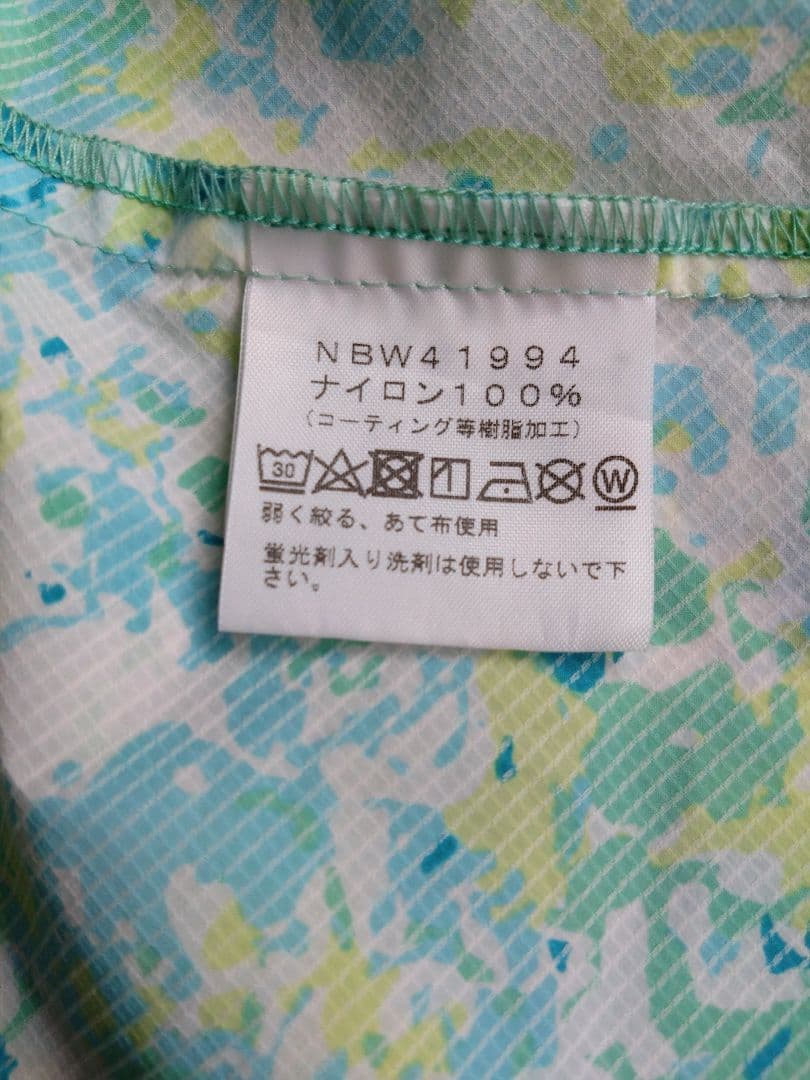 NBW41994
ナイロン100%
(コーティング等樹脂加工)
30 W
弱く絞る、あて布使用
蛍光剤入り洗剤は使用しないで下
さい。